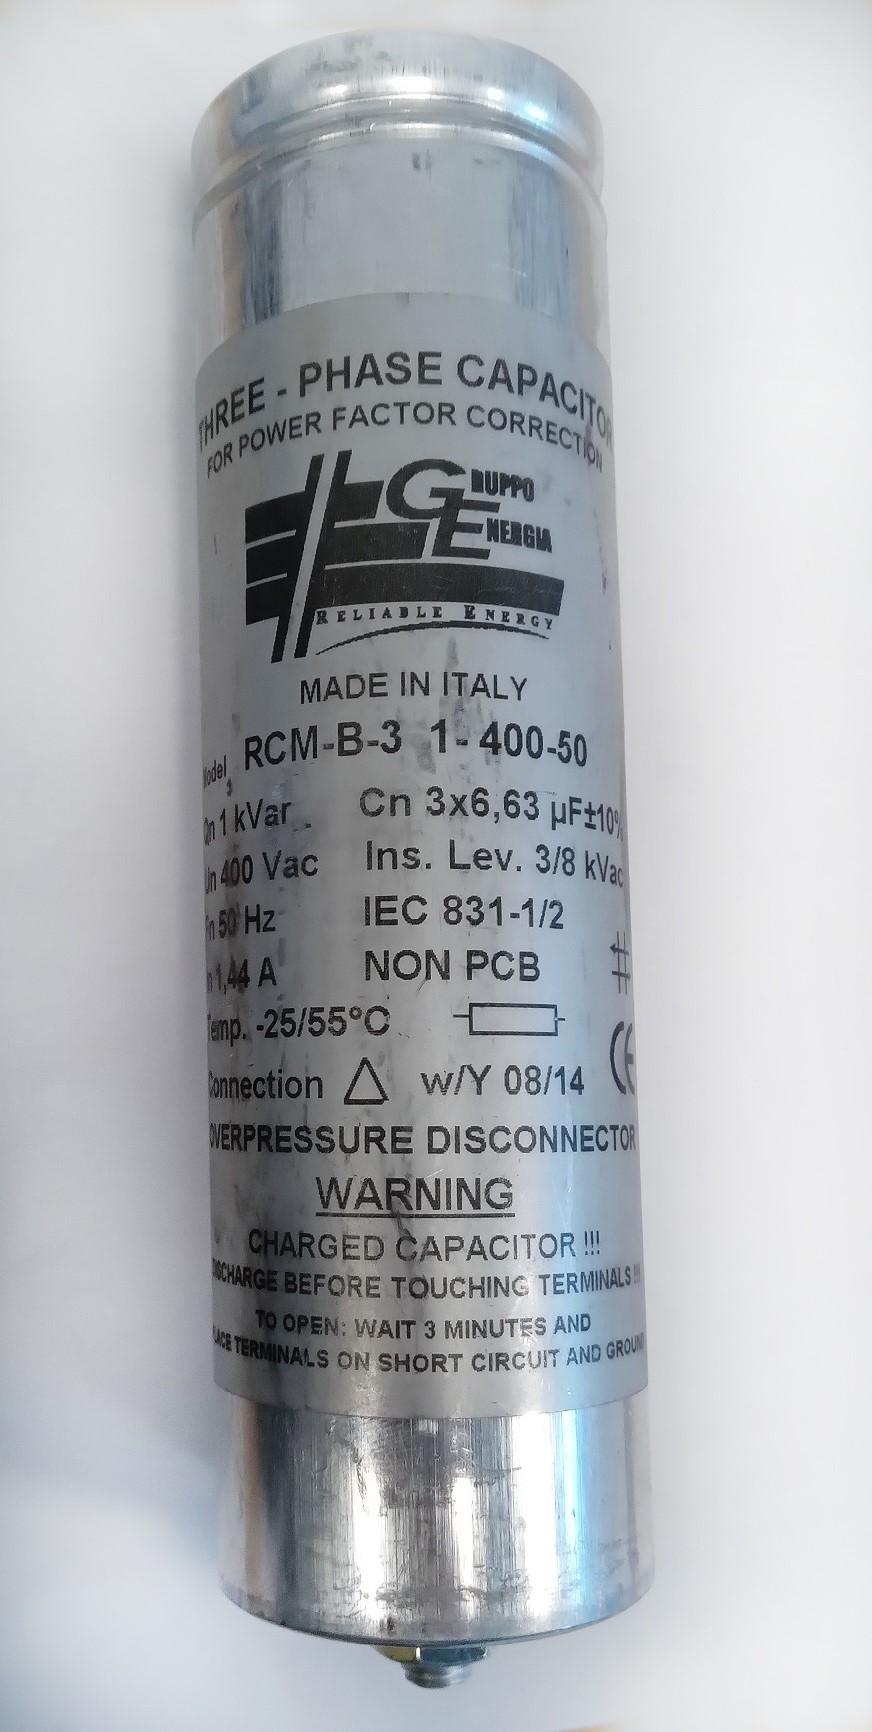 THREE - PHASE CAPACITOR
FOR POWER FACTOR CORRECTION
GRUPPO
ENERGIA
RELIABLE ENERGY
MADE IN ITALY
Model RCM-B-3 1- 400-50
Qn 1 kVar Cn 3x6,63 µF±10%
Un 400 Vac Ins. Lev. 3/8 kVac
Fn 50 Hz IEC 831-1/2
In 1,44 A NON PCB
Temp. -25/55°C
Connection △ w/Y 08/14 CE
OVERPRESSURE DISCONNECTOR
WARNING
CHARGED CAPACITOR !!!
DISCHARGE BEFORE TOUCHING TERMINALS !!!
TO OPEN: WAIT 3 MINUTES AND
PLACE TERMINALS ON SHORT CIRCUIT AND GROUND